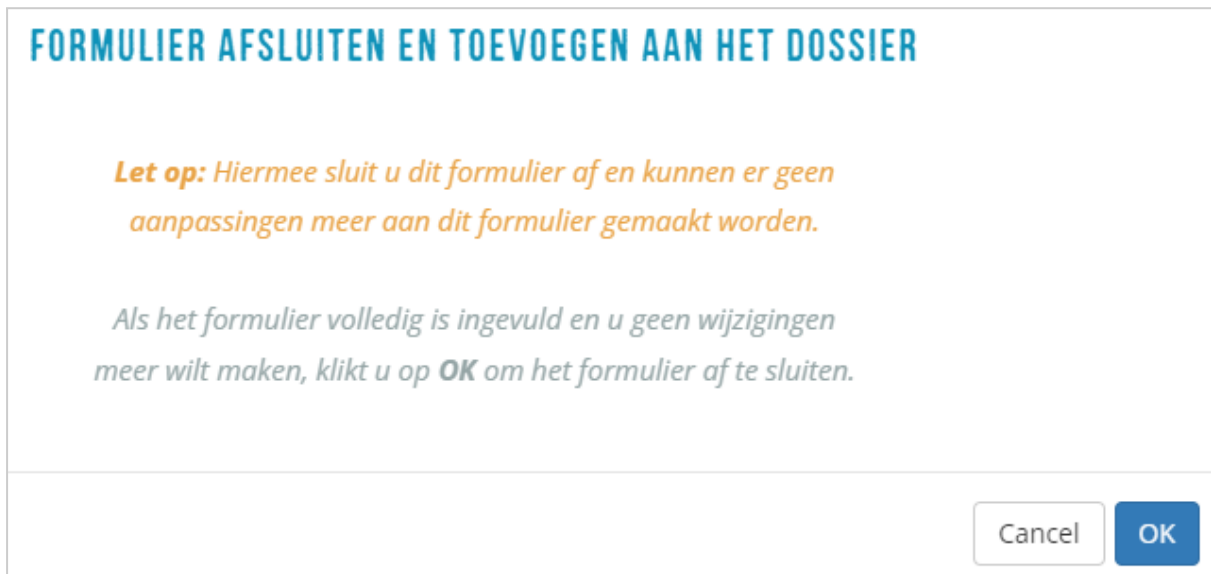 FORMULIER AFSLUITEN EN TOEVOEGEN AAN HET DOSSIER
Let op: Hiermee sluit u dit formulier af en kunnen er geen
aanpassingen meer aan dit formulier gemaakt worden.
Als het formulier volledig is ingevuld en u geen wijzigingen
meer wilt maken, klikt u op OK om het formulier af te sluiten.
Cancel OK